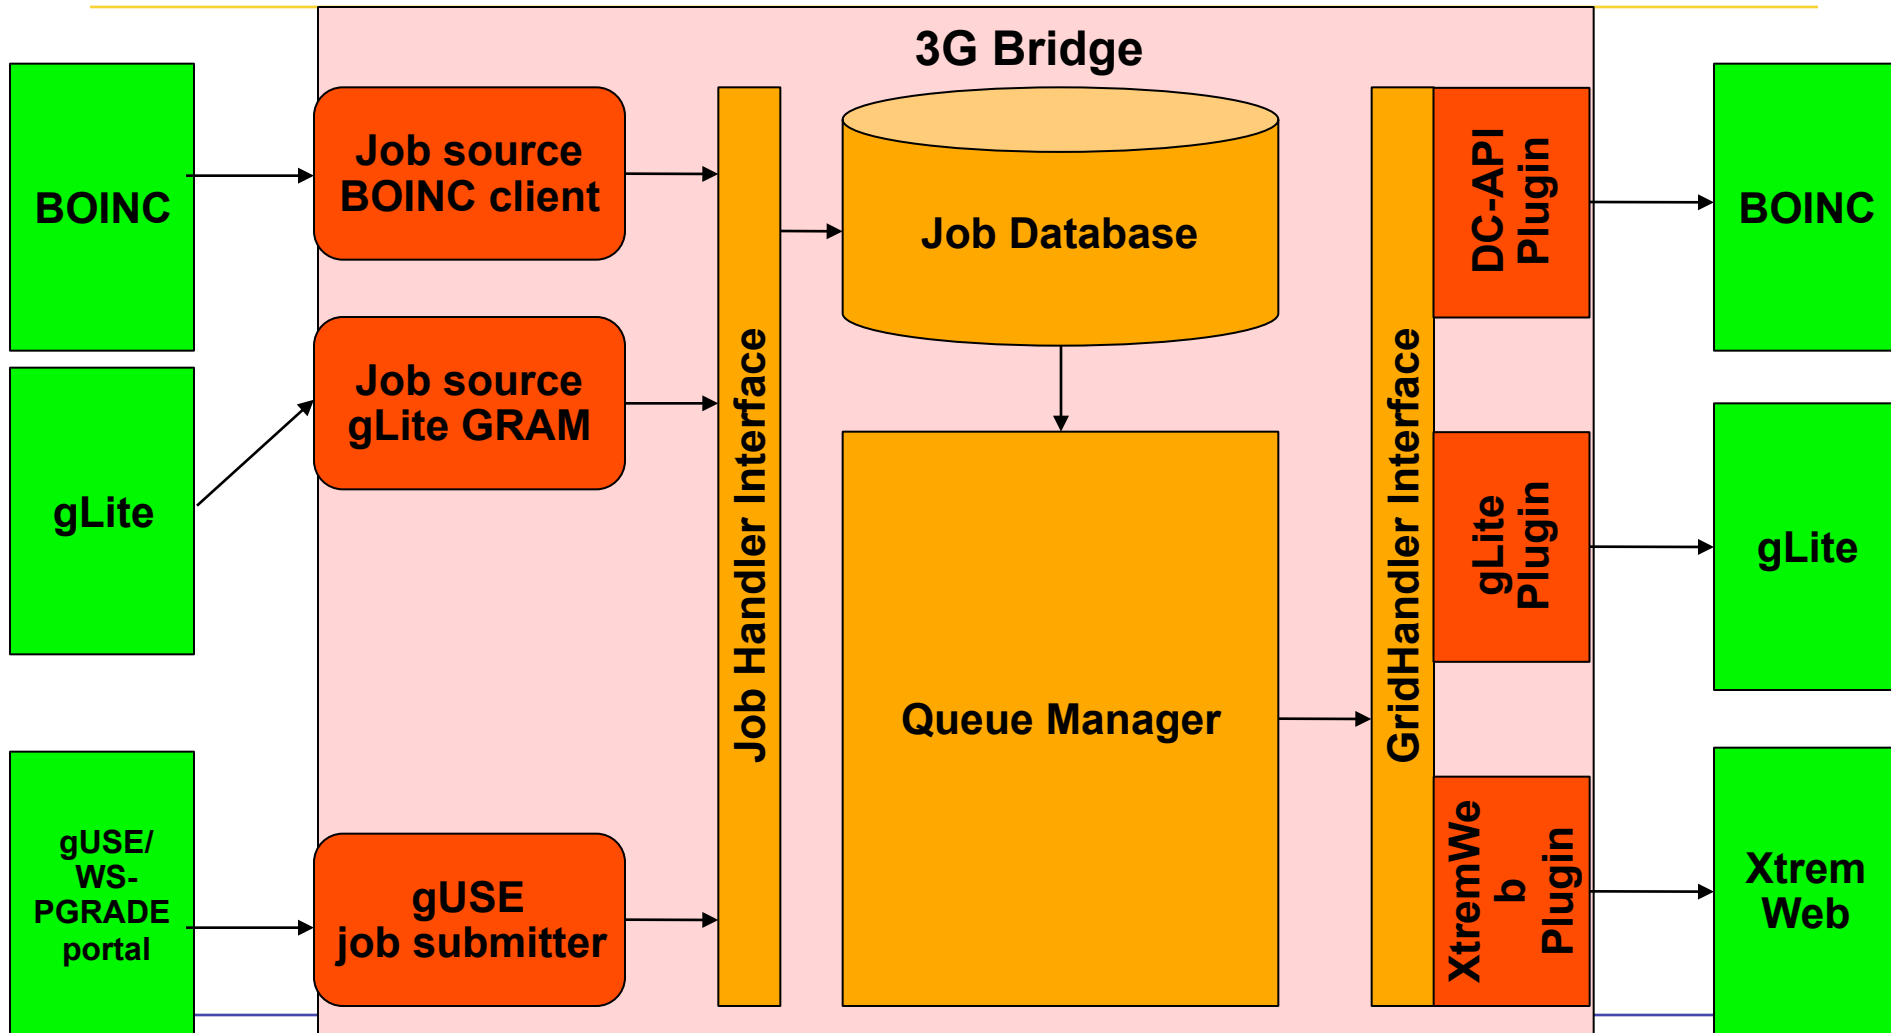 3G Bridge
BOINC
Job source
BOINC client
Job Database
DC-API
Plugin
BOINC
gLite
Job source
gLite GRAM
Job Handler Interface
Queue Manager
GridHandler Interface
gLite
Plugin
gLite
gUSE/
WS-
PGRADE
portal
gUSE
job submitter
XtremWe
b
Plugin
Xtrem
Web